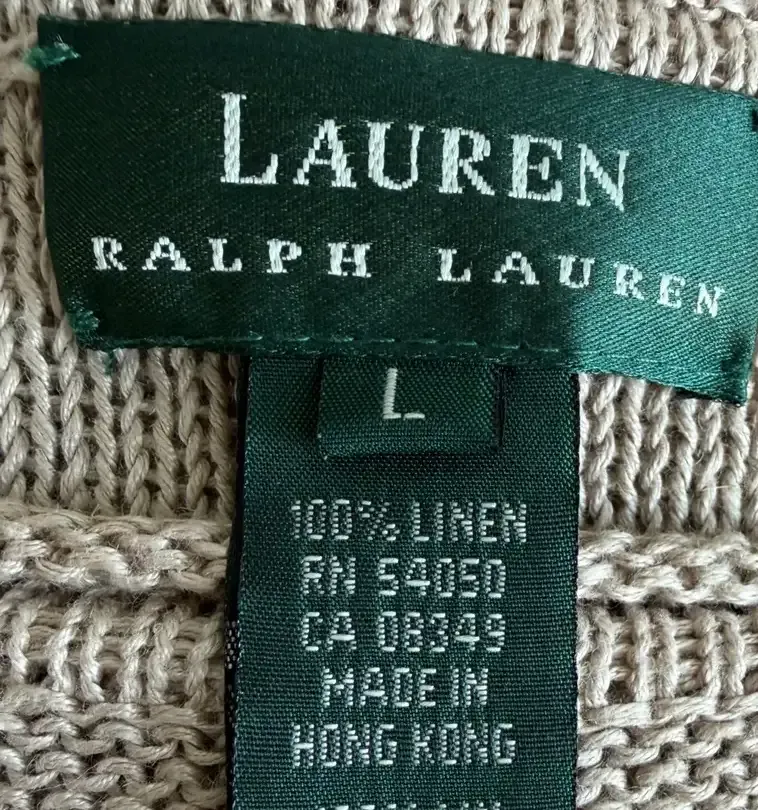 LAUREN
RALPH LAUREN
L
100% LINEN
RN 54050
CA 08349
MADE IN
HONG KONG